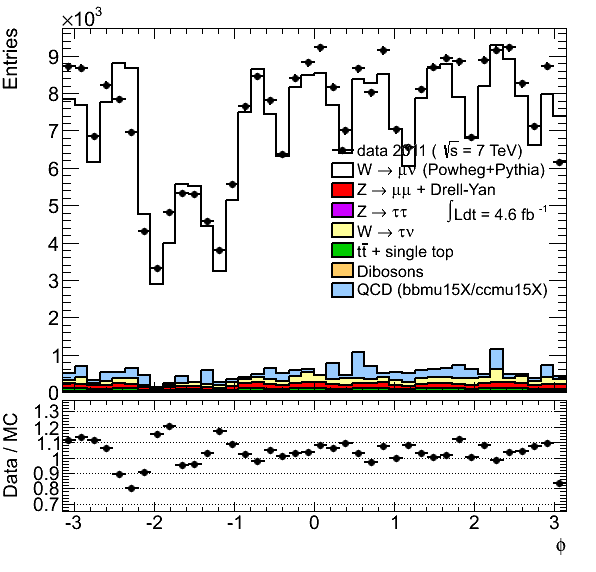 ×10³
Entries
9
8
7
6
5
4
3
2
1
0
data 2011 ( √s = 7 TeV)
W → μν (Powheg+Pythia)
Z → μμ + Drell-Yan
Z → ττ
∫Ldt = 4.6 fb⁻¹
W → τν
tt̄ + single top
Dibosons
QCD (bbmu15X/ccmu15X)
Data / MC
1.3
1.2
1.1
1
0.9
0.8
0.7
-3 -2 -1 0 1 2 3
ϕ